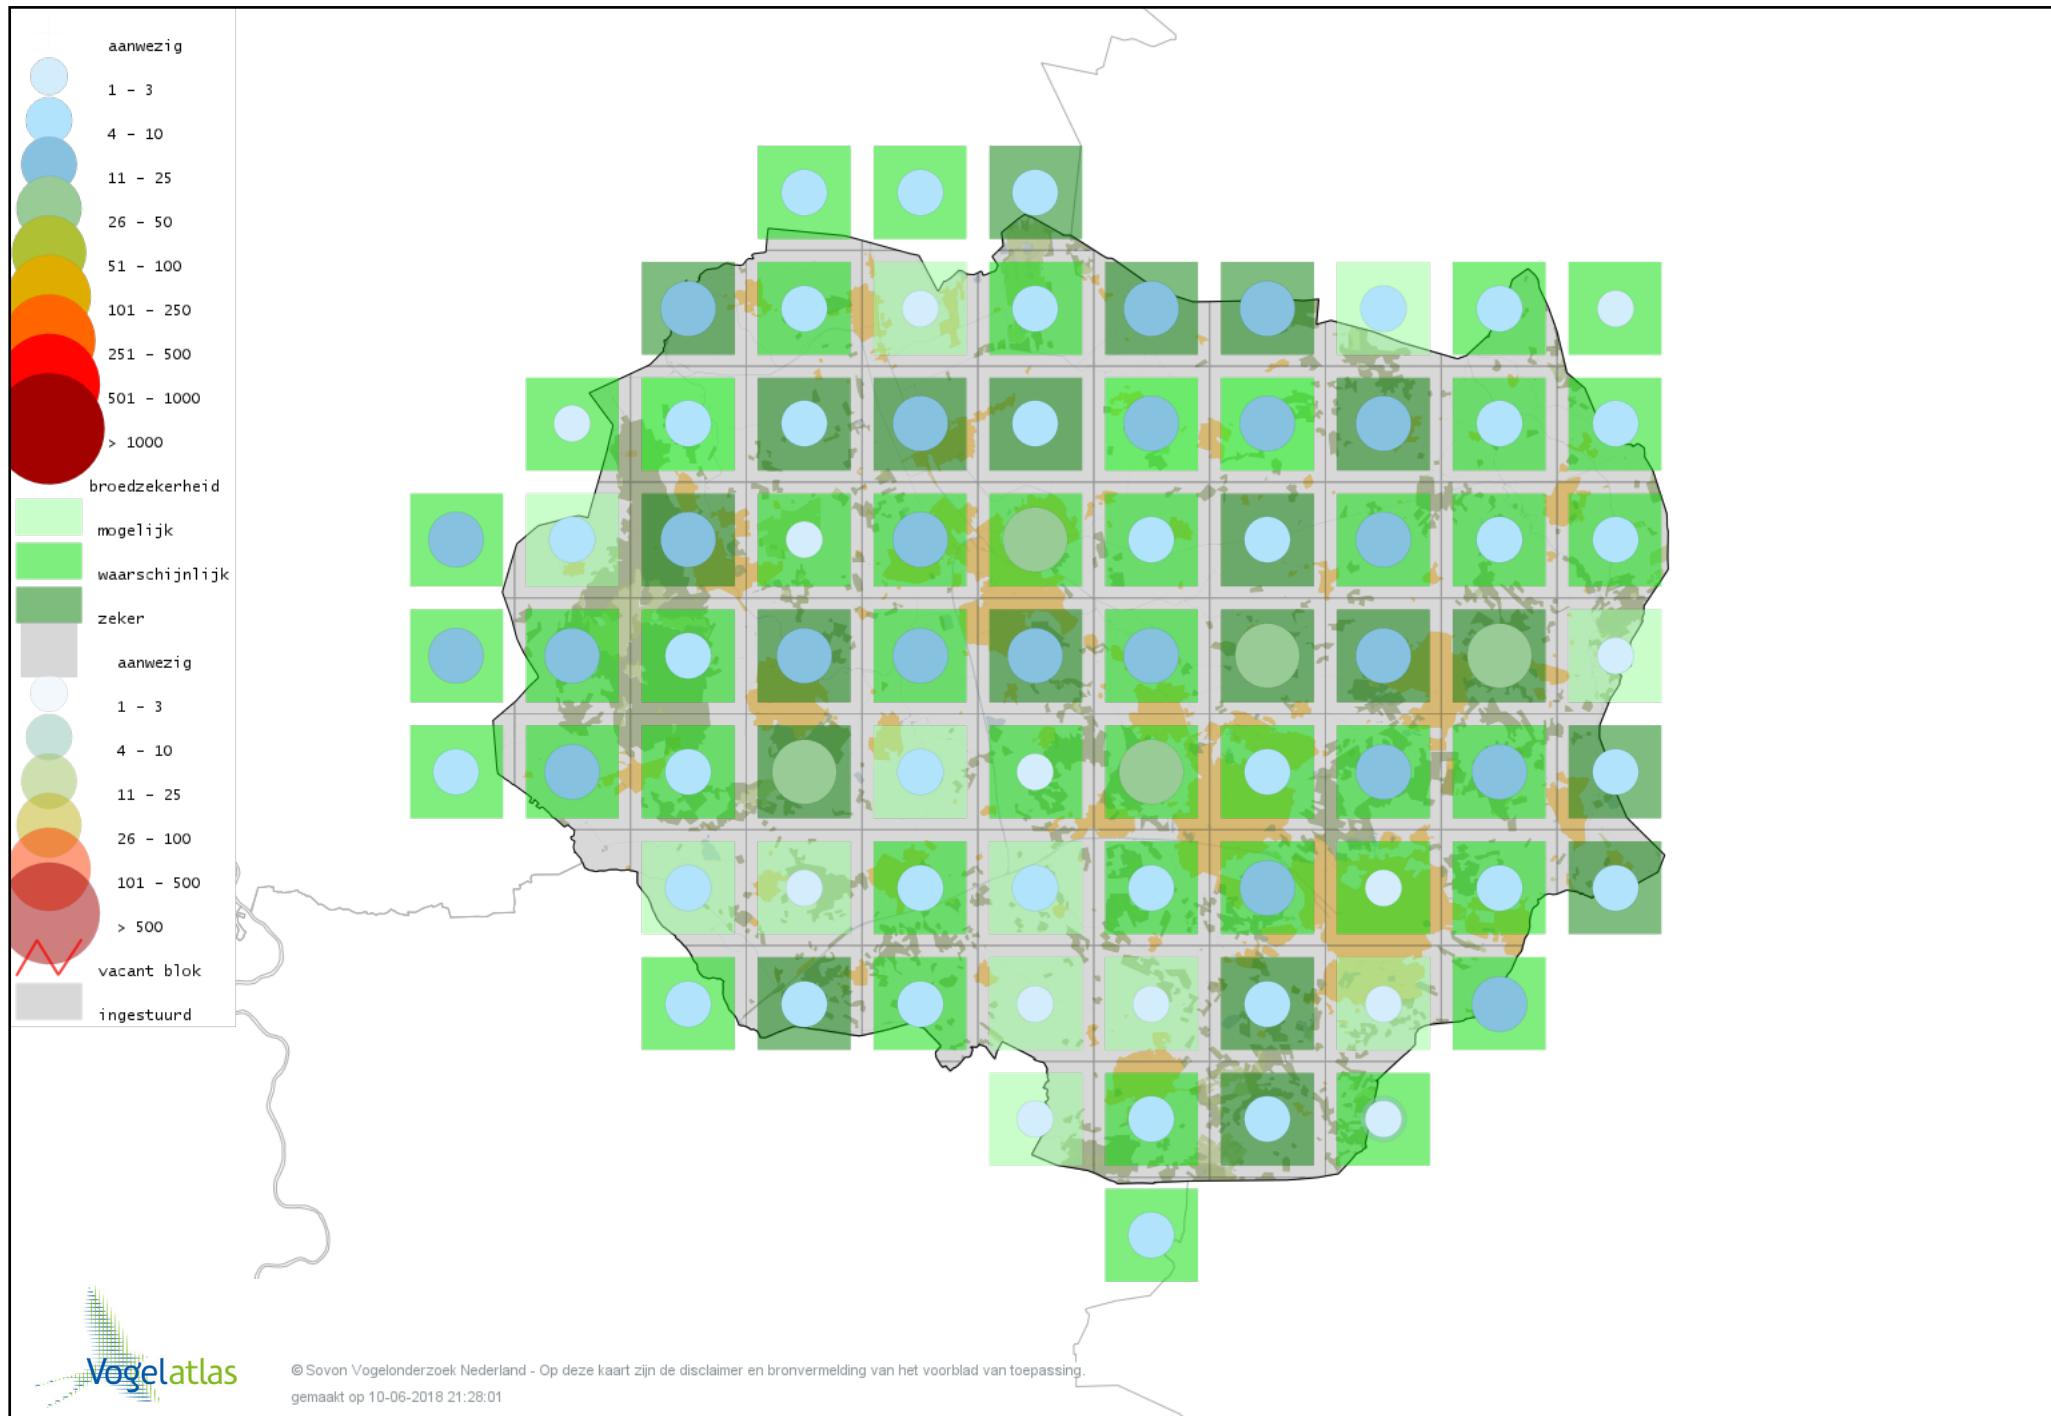 aanwezig
1 - 3
4 - 10
11 - 25
26 - 50
51 - 100
101 - 250
251 - 500
501 - 1000
> 1000
broedzekerheid
mogelijk
waarschijnlijk
zeker
aanwezig
1 - 3
4 - 10
11 - 25
26 - 100
101 - 500
> 500
vacant blok
ingestuurd
Vogelatlas
© Sovon Vogelonderzoek Nederland - Op deze kaart zijn de disclaimer en bronvermelding van het voorblad van toepassing.
gemaakt op 10-06-2018 21:28:01